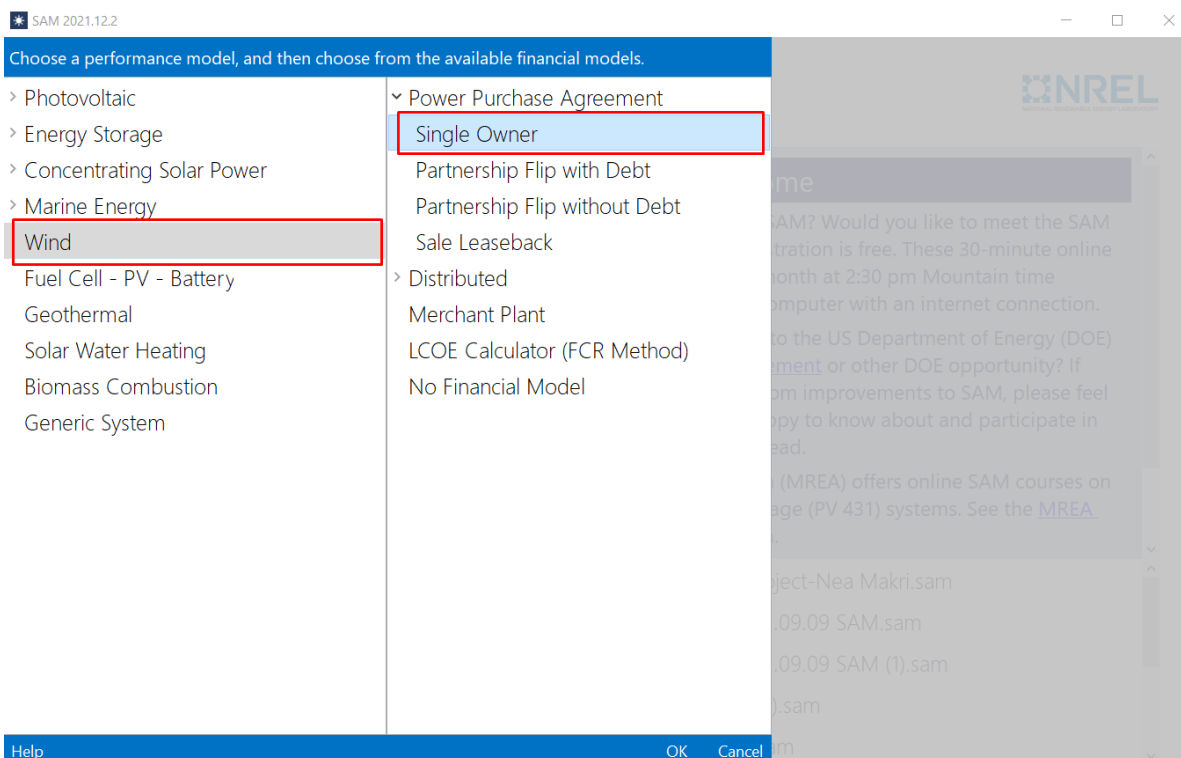 SAM 2021.12.2
Choose a performance model, and then choose from the available financial models.
Photovoltaic
Energy Storage
Concentrating Solar Power
Marine Energy
Wind
Fuel Cell - PV - Battery
Geothermal
Solar Water Heating
Biomass Combustion
Generic System
Power Purchase Agreement
Single Owner
Partnership Flip with Debt
Partnership Flip without Debt
Sale Leaseback
Distributed
Merchant Plant
LCOE Calculator (FCR Method)
No Financial Model
Help
OK Cancel
NREL
me
SAM? Would you like to meet the SAM
tration is free. These 30-minute online
onth at 2:30 pm Mountain time
omputer with an internet connection.
to the US Department of Energy (DOE)
ement or other DOE opportunity? If
om improvements to SAM, please feel
ppy to know about and participate in
ead.
(MREA) offers online SAM courses on
age (PV 431) systems. See the MREA
ject-Nea Makri.sam
.09.09 SAM.sam
.09.09 SAM (1).sam
).sam
am